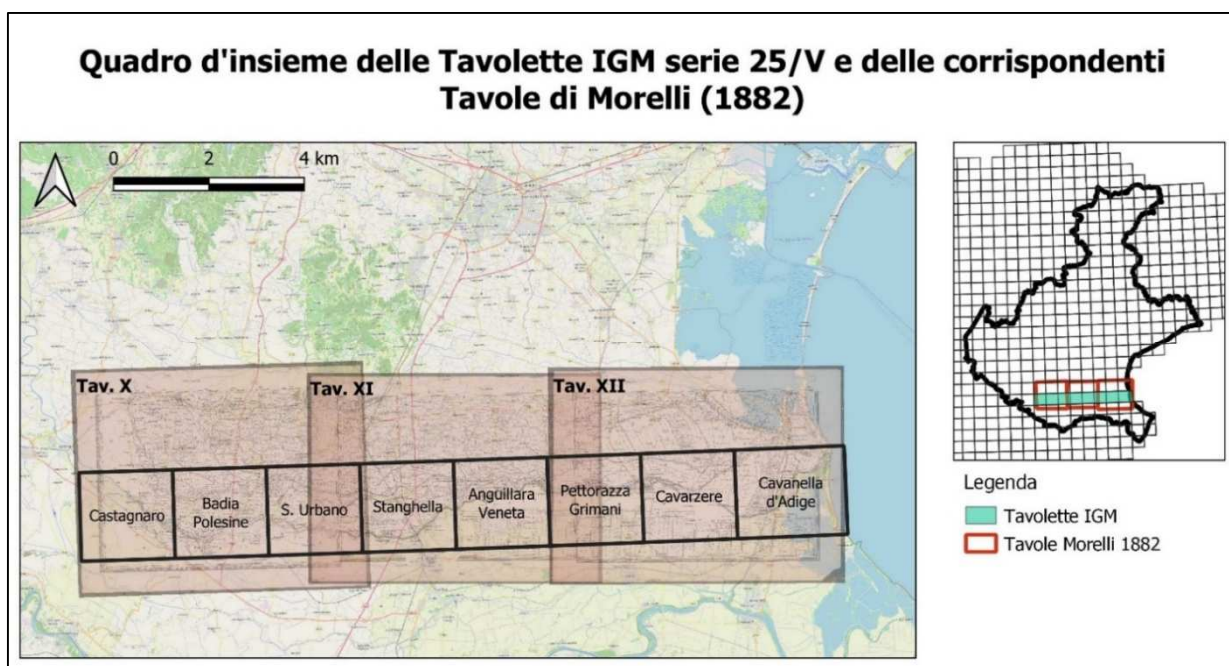 Quadro d'insieme delle Tavolette IGM serie 25/V e delle corrispondenti
Tavole di Morelli (1882)
0 2 4 km
Tav. X
Tav. XI
Tav. XII
Castagnaro
Badia
Polesine
S. Urbano
Stanghella
Anguillara
Veneta
Pettorazza
Grimani
Cavarzere
Cavanella
d'Adige
Legenda
Tavolette IGM
Tavole Morelli 1882